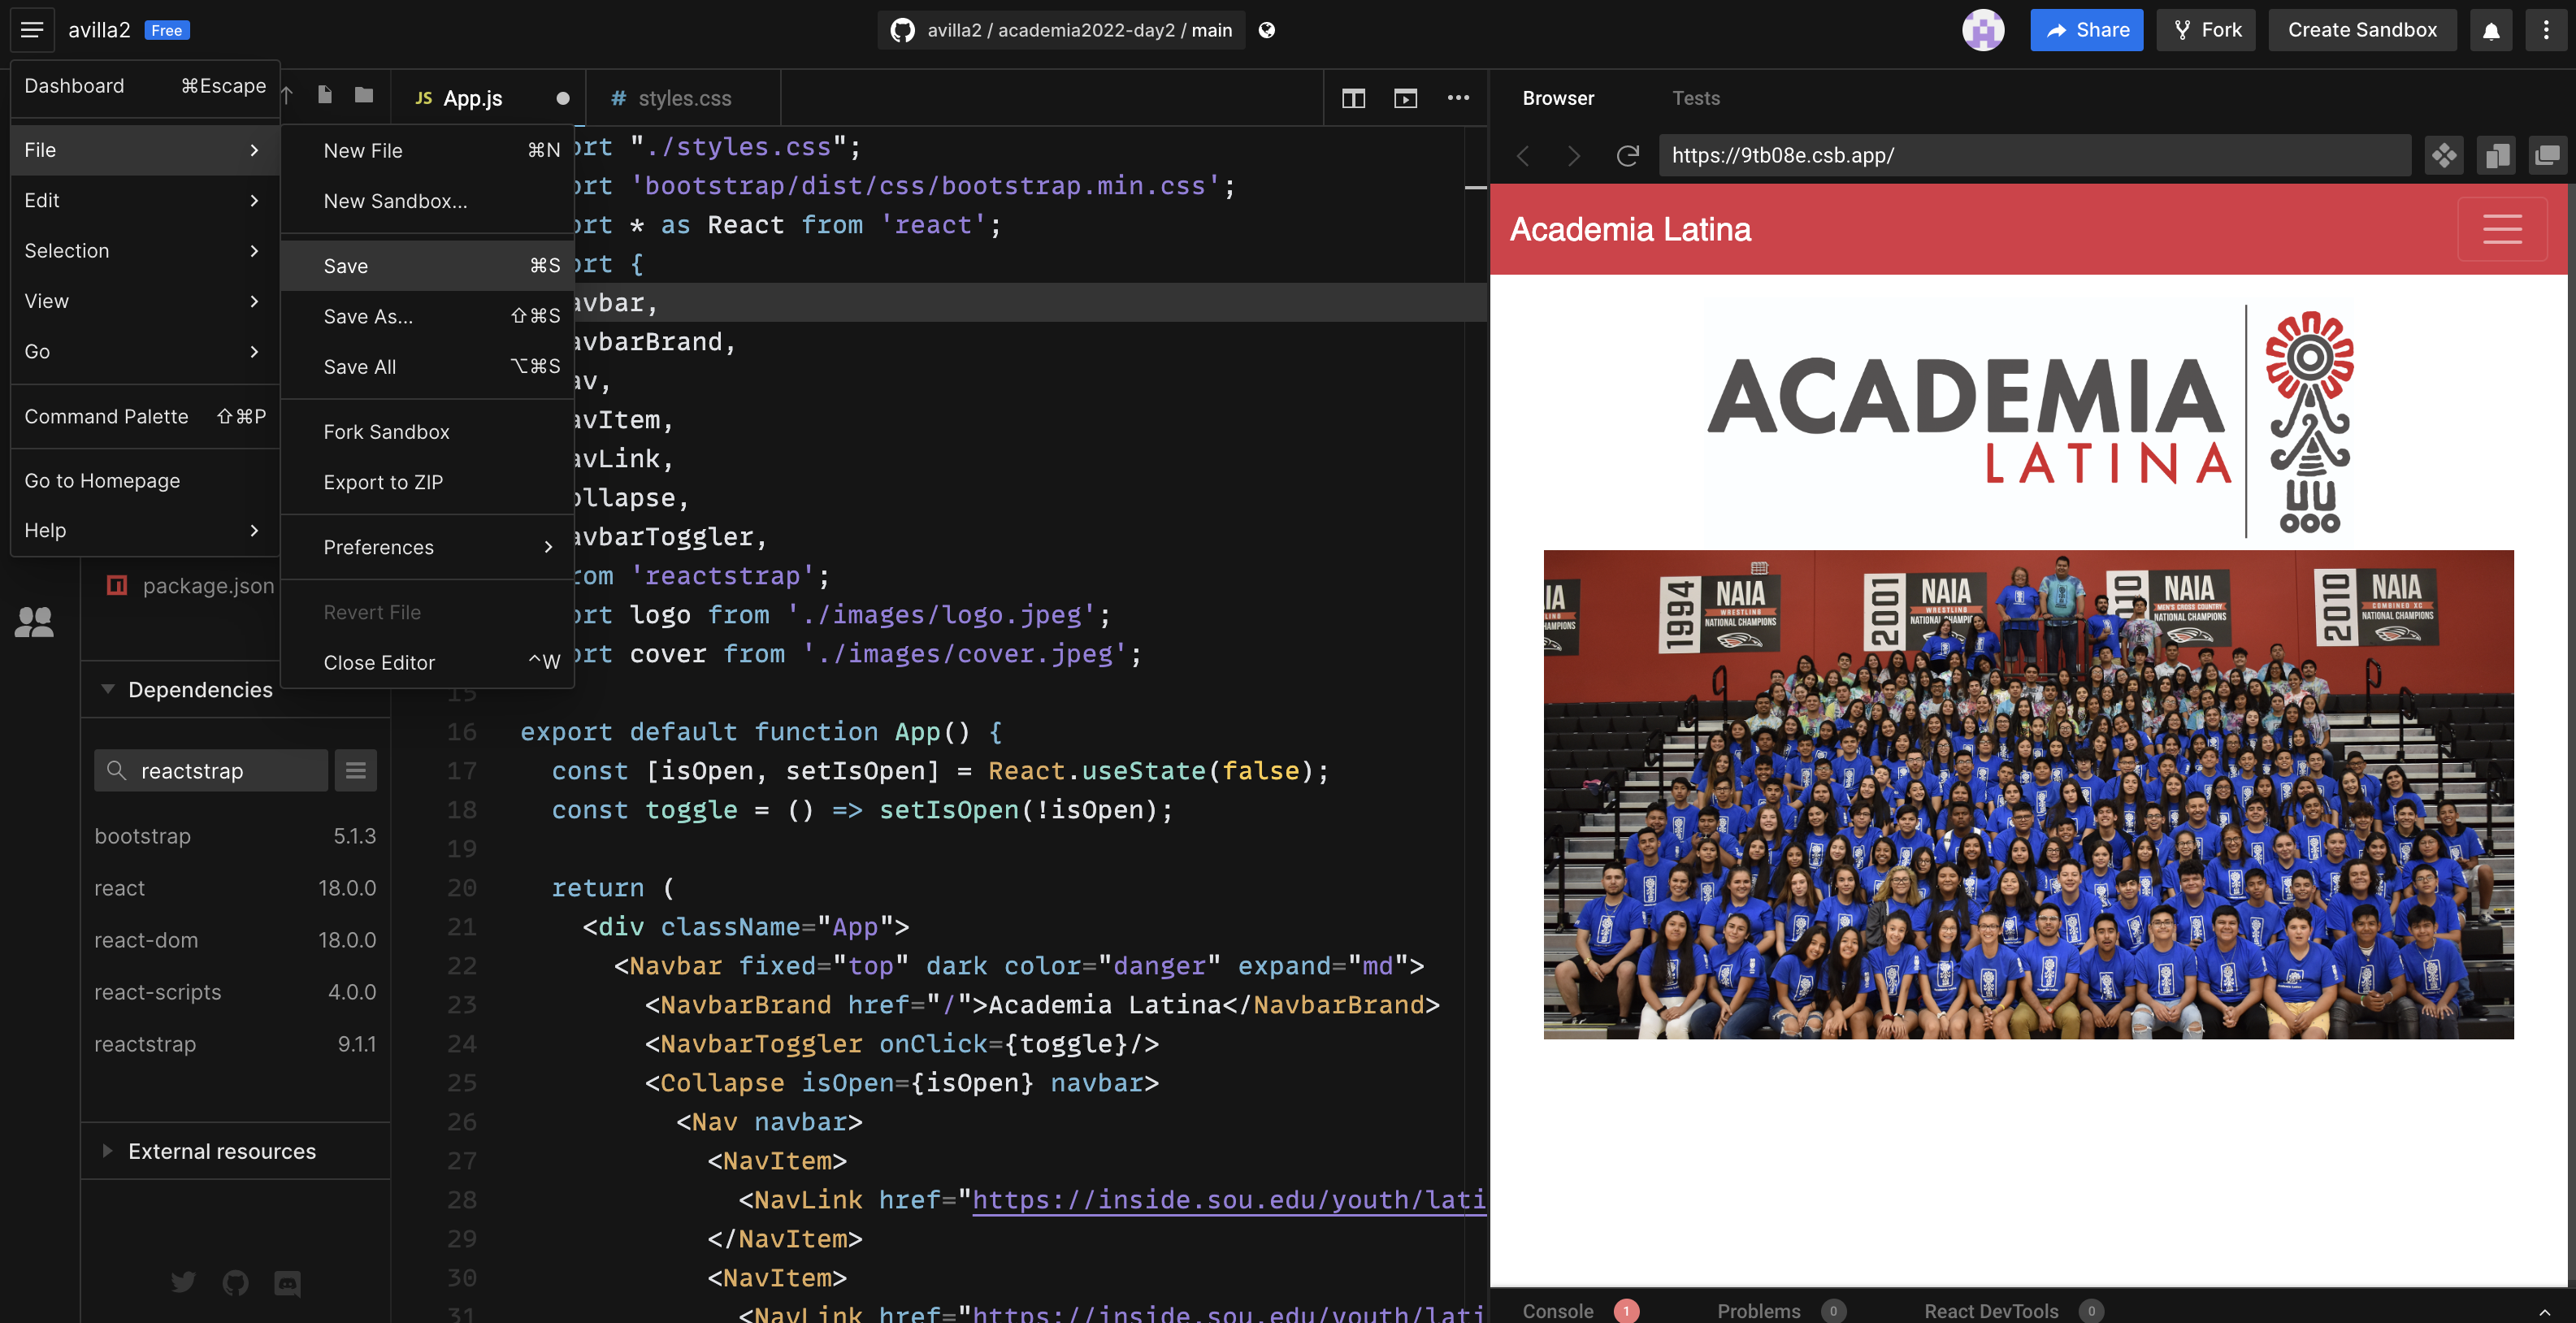 avilla2 Free
avilla2 / academia2022-day2 / main
Share
Fork
Create Sandbox
Dashboard ⌘Escape
File
Edit
Selection
View
Go
Command Palette ⇧⌘P
Go to Homepage
Help
New File ⌘N
New Sandbox...
Save ⌘S
Save As... ⇧⌘S
Save All ⌥⌘S
Fork Sandbox
Export to ZIP
Preferences
Revert File
Close Editor ^W
package.json
Dependencies
reactstrap
bootstrap 5.1.3
react 18.0.0
react-dom 18.0.0
react-scripts 4.0.0
reactstrap 9.1.1
External resources
JS App.js
# styles.css
ort "./styles.css";
ort 'bootstrap/dist/css/bootstrap.min.css';
ort * as React from 'react';
ort {
avbar,
avbarBrand,
av,
avItem,
avLink,
ollapse,
avbarToggler,
rom 'reactstrap';
ort logo from './images/logo.jpeg';
ort cover from './images/cover.jpeg';
15
16 export default function App() {
17 const [isOpen, setIsOpen] = React.useState(false);
18 const toggle = () => setIsOpen(!isOpen);
19
20 return (
21 <div className="App">
22 <Navbar fixed="top" dark color="danger" expand="md">
23 <NavbarBrand href="/">Academia Latina</NavbarBrand>
24 <NavbarToggler onClick={toggle}/>
25 <Collapse isOpen={isOpen} navbar>
26 <Nav navbar>
27 <NavItem>
28 <NavLink href="https://inside.sou.edu/youth/lati
29 </NavItem>
30 <NavItem>
31 <NavLink href="https://inside.sou.edu/youth/lati
Browser
Tests
https://9tb08e.csb.app/
Academia Latina
ACADEMIA
LATINA
IA
CHAMPIONS
1994 NAIA
WRESTLING
NATIONAL CHAMPIONS
2001 NAIA
WRESTLING
NATIONAL CHAMPIO
2010 NAIA
MEN'S CROSS COUNTRY
NATIONAL CHAMPIONS
2010 NAIA
COMBINED XC
NATIONAL CHAMPIONS
Console 1
Problems 0
React DevTools 0